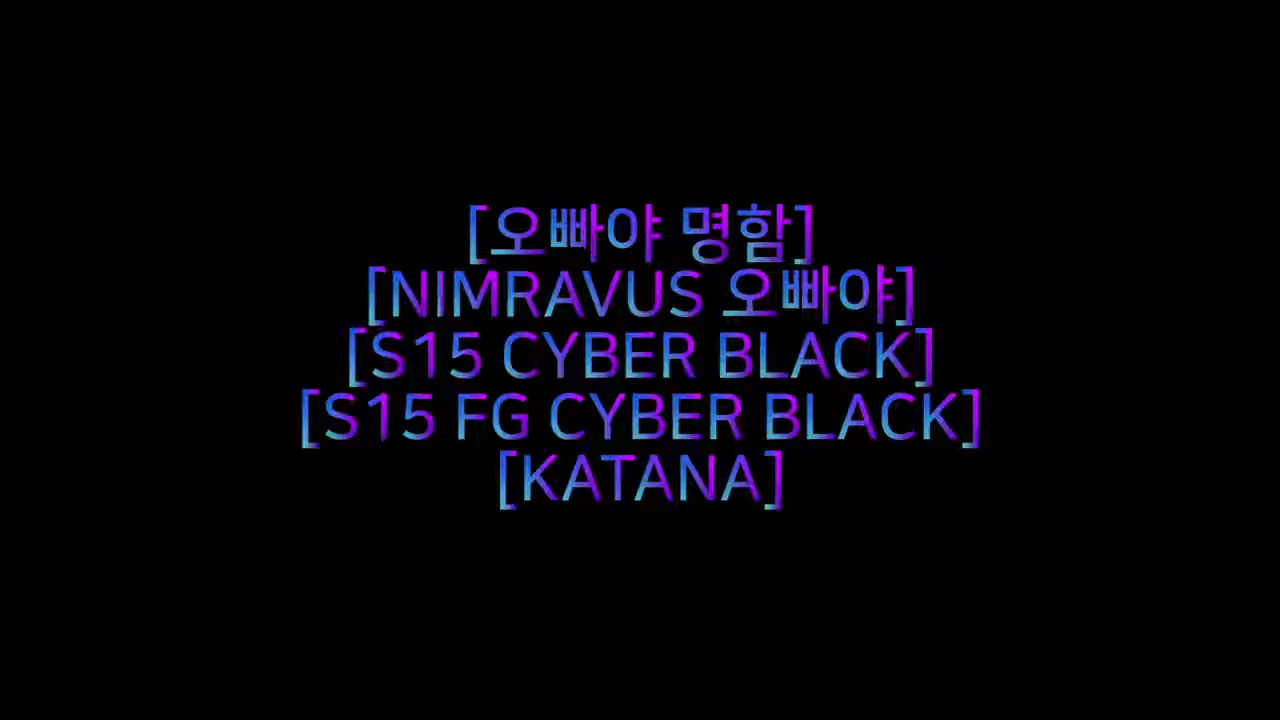 [오빠야 명함]
[NIMRAVUS 오빠야]
[S15 CYBER BLACK]
[S15 FG CYBER BLACK]
[KATANA]